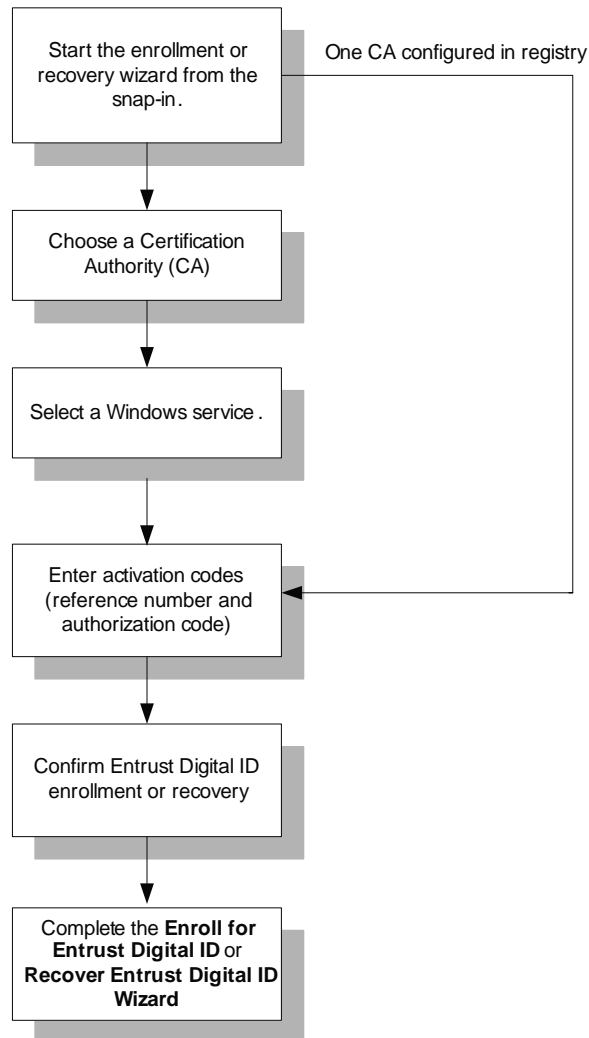 Start the enrollment or
recovery wizard from the
snap-in.
One CA configured in registry
Choose a Certification
Authority (CA)
Select a Windows service.
Enter activation codes
(reference number and
authorization code)
Confirm Entrust Digital ID
enrollment or recovery
Complete the Enroll for
Entrust Digital ID or
Recover Entrust Digital ID
Wizard